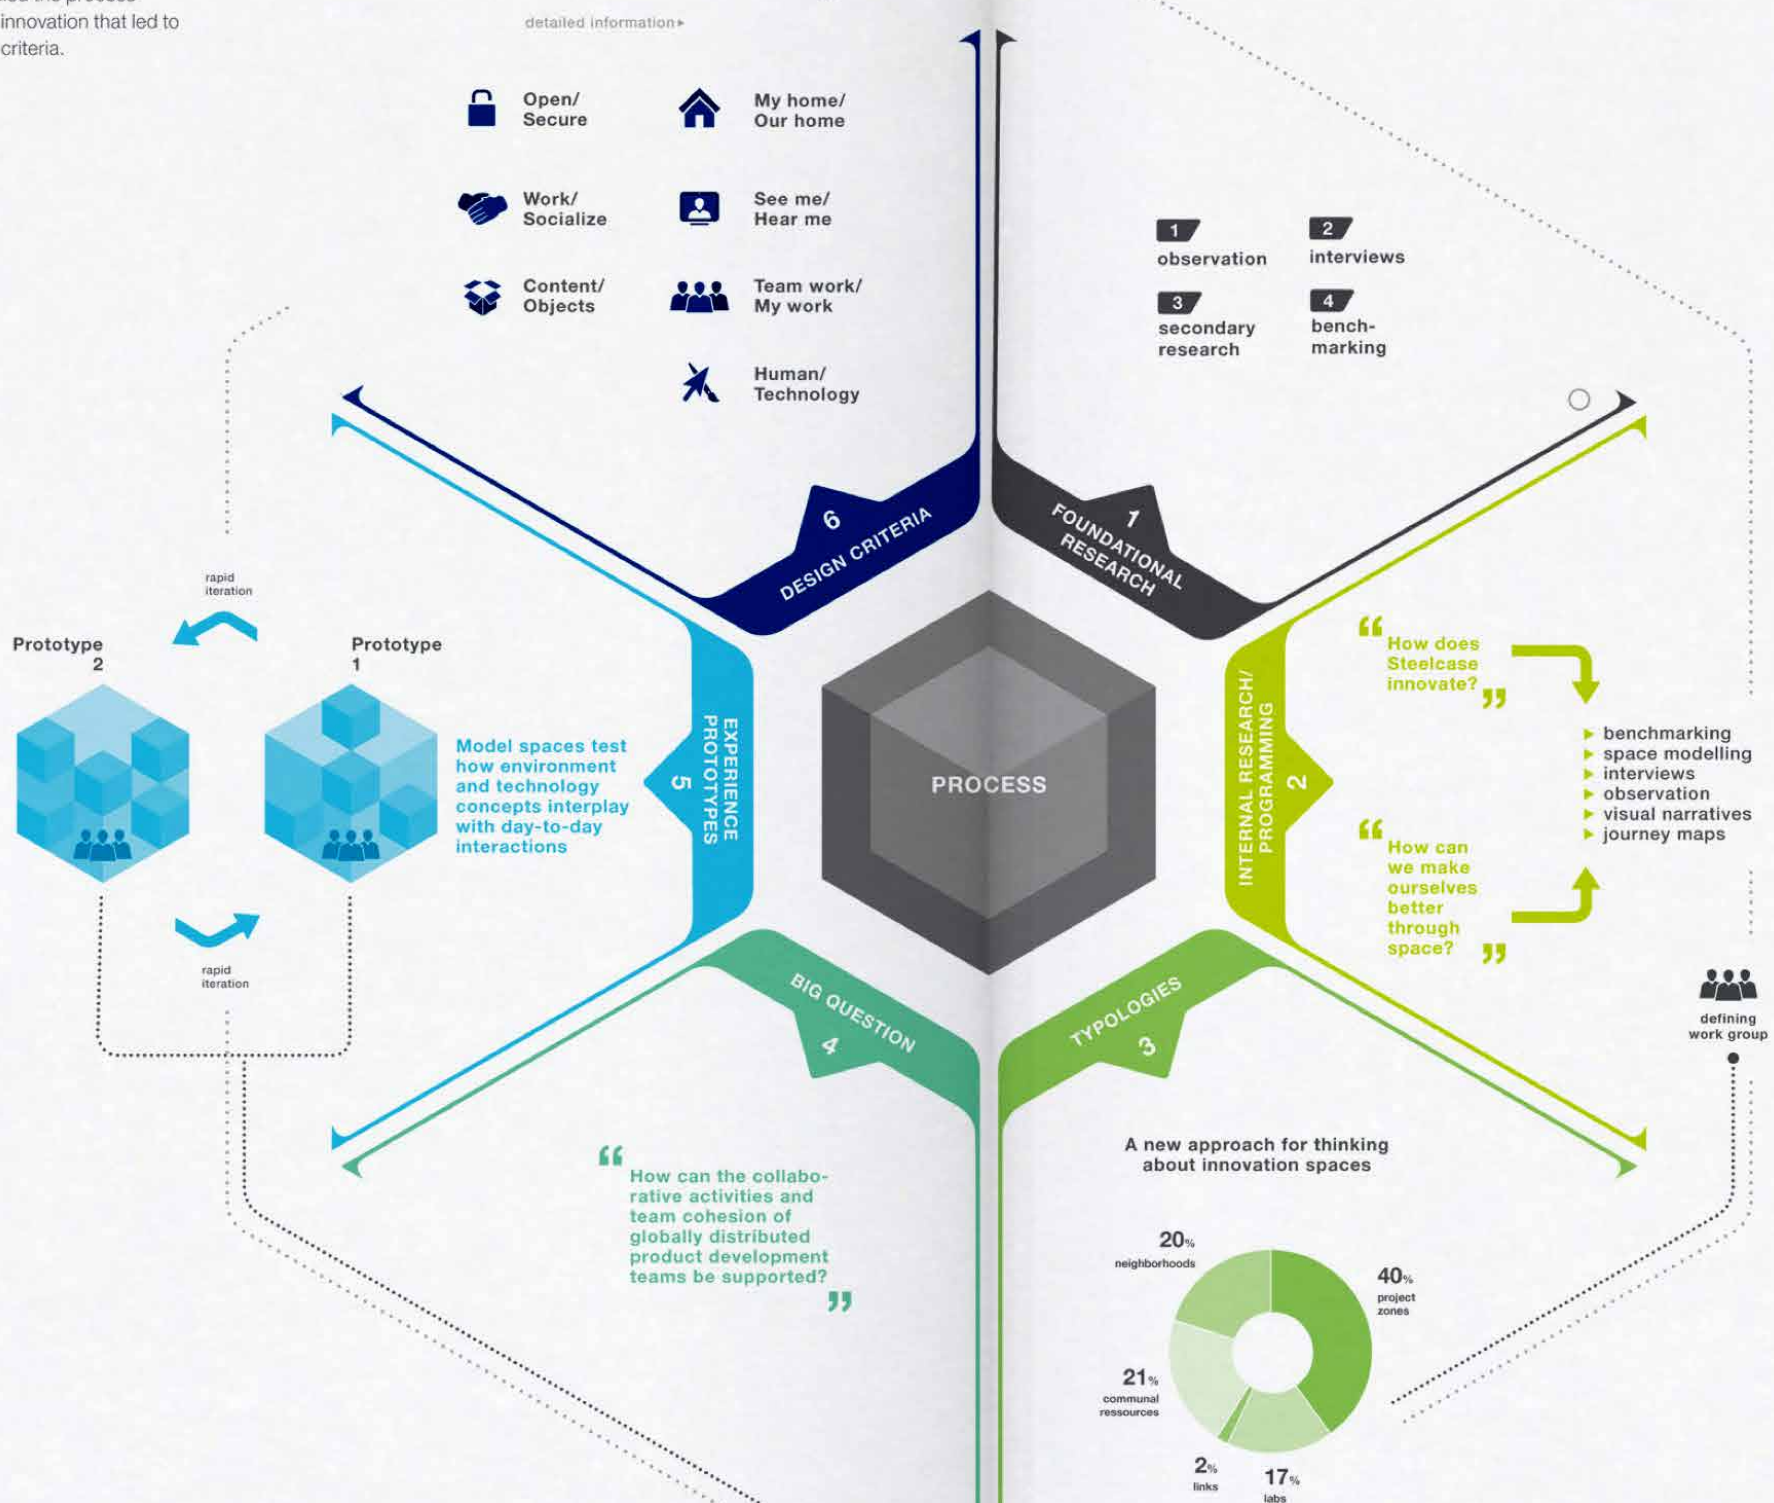 innovation that led to
criteria.
detailed information
Open/
Secure
My home/
Our home
Work/
Socialize
See me/
Hear me
Content/
Objects
Team work/
My work
Human/
Technology
1
observation
2
interviews
3
secondary
research
4
bench-
marking
6
DESIGN CRITERIA
1
FOUNDATIONAL
RESEARCH
PROCESS
INTERNAL RESEARCH/
PROGRAMMING
2
“
How does
Steelcase
innovate?
”
“
How can
we make
ourselves
better
through
space?
”
benchmarking
space modelling
interviews
observation
visual narratives
journey maps
defining
work group
TYPOLOGIES
3
A new approach for thinking
about innovation spaces
20%
neighborhoods
40%
project
zones
21%
communal
ressources
2%
links
17%
labs
BIG QUESTION
4
“
How can the collabo-
rative activities and
team cohesion of
globally distributed
product development
teams be supported?
”
EXPERIENCE
PROTOTYPES
5
Model spaces test
how environment
and technology
concepts interplay
with day-to-day
interactions
rapid
iteration
Prototype
2
Prototype
1
rapid
iteration